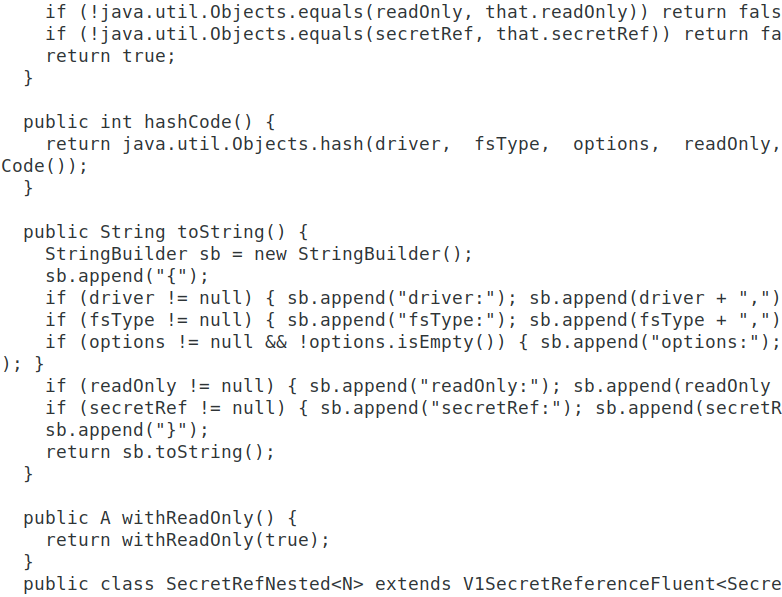 if (!java.util.Objects.equals(readOnly, that.readOnly)) return fals
    if (!java.util.Objects.equals(secretRef, that.secretRef)) return fa
    return true;
  }

  public int hashCode() {
    return java.util.Objects.hash(driver,  fsType,  options,  readOnly,
Code());
  }

  public String toString() {
    StringBuilder sb = new StringBuilder();
    sb.append("{");
    if (driver != null) { sb.append("driver:"); sb.append(driver + ",")
    if (fsType != null) { sb.append("fsType:"); sb.append(fsType + ",")
    if (options != null && !options.isEmpty()) { sb.append("options:");
); }
    if (readOnly != null) { sb.append("readOnly:"); sb.append(readOnly
    if (secretRef != null) { sb.append("secretRef:"); sb.append(secretR
    sb.append("}");
    return sb.toString();
  }

  public A withReadOnly() {
    return withReadOnly(true);
  }
  public class SecretRefNested<N> extends V1SecretReferenceFluent<Secre